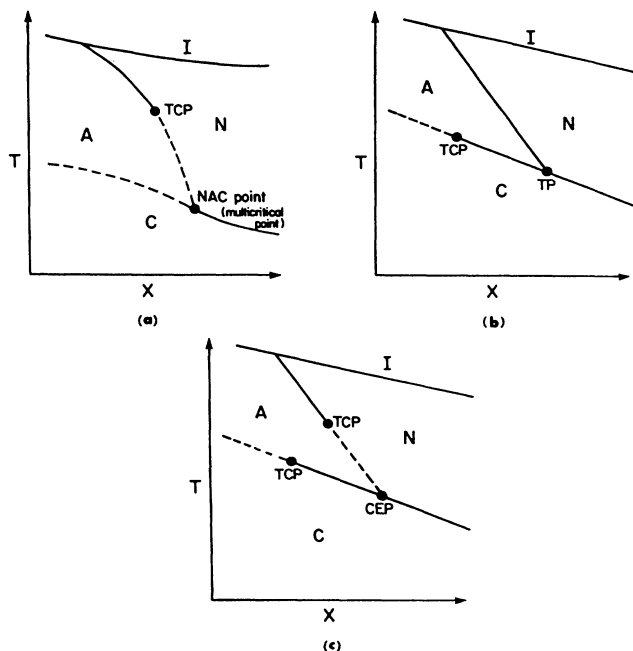 I
TCP
A
N
T
NAC point
(multicritical
point)
C
X
(a)
I
A
N
TCP
T
C
TP
X
(b)
I
A
TCP
N
TCP
T
CEP
C
X
(c)